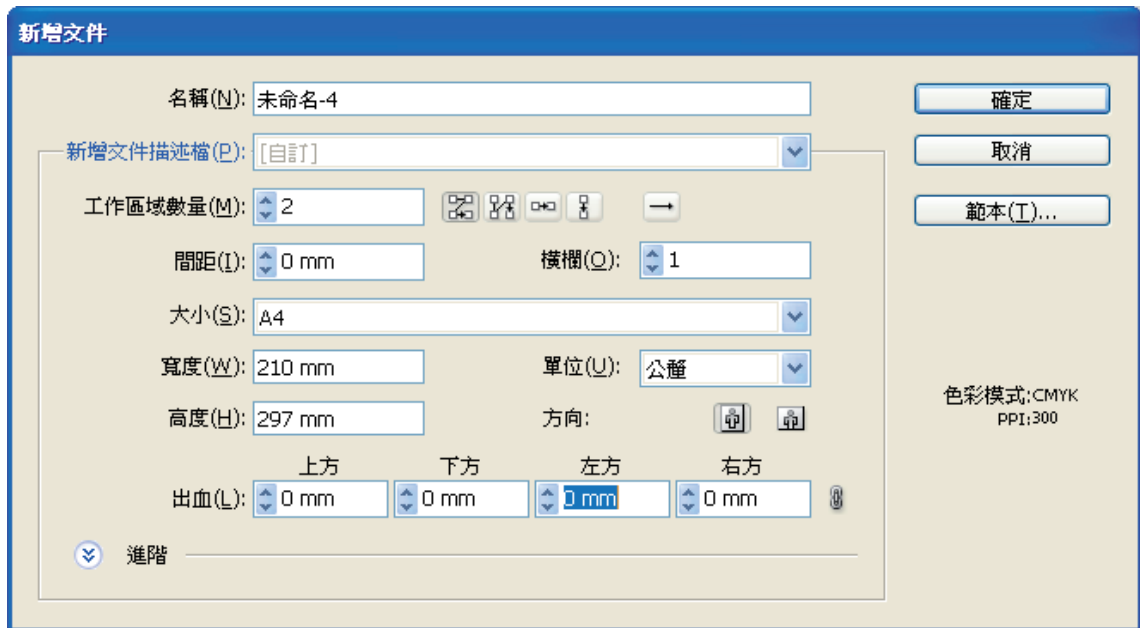 新增文件
名稱(N): 未命名-4
確定
新增文件描述檔(P): [自訂]
取消
工作區域數量(M): 2
範本(T)...
間距(I): 0 mm 橫欄(O): 1
大小(S): A4
寬度(W): 210 mm 單位(U): 公釐
色彩模式:CMYK
PPI:300
高度(H): 297 mm 方向:
上方 下方 左方 右方
出血(L): 0 mm 0 mm 0 mm 0 mm
進階